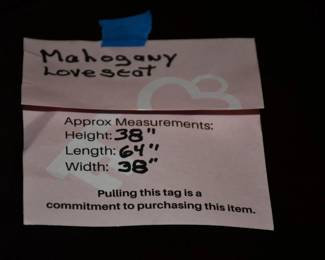 Mahogany
Loveseat
Approx Measurements:
Height: 38"
Length: 64"
Width: 38"
Pulling this tag is a
commitment to purchasing this item.